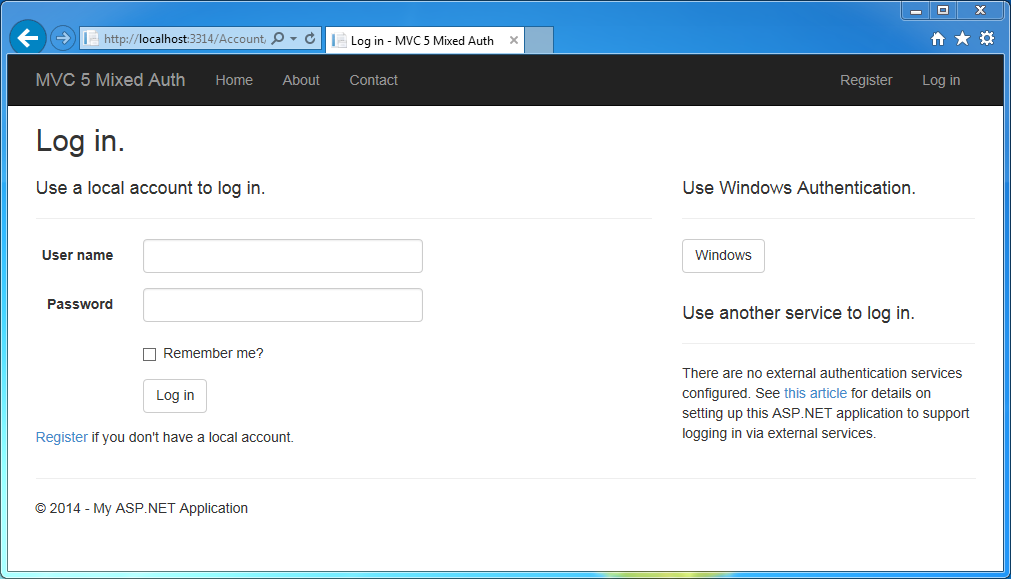 http://localhost:3314/Account,
Log in - MVC 5 Mixed Auth
MVC 5 Mixed Auth Home About Contact Register Log in
Log in.
Use a local account to log in.
User name
Password
Remember me?
Log in
Register if you don't have a local account.
Use Windows Authentication.
Windows
Use another service to log in.
There are no external authentication services
configured. See this article for details on
setting up this ASP.NET application to support
logging in via external services.
© 2014 - My ASP.NET Application